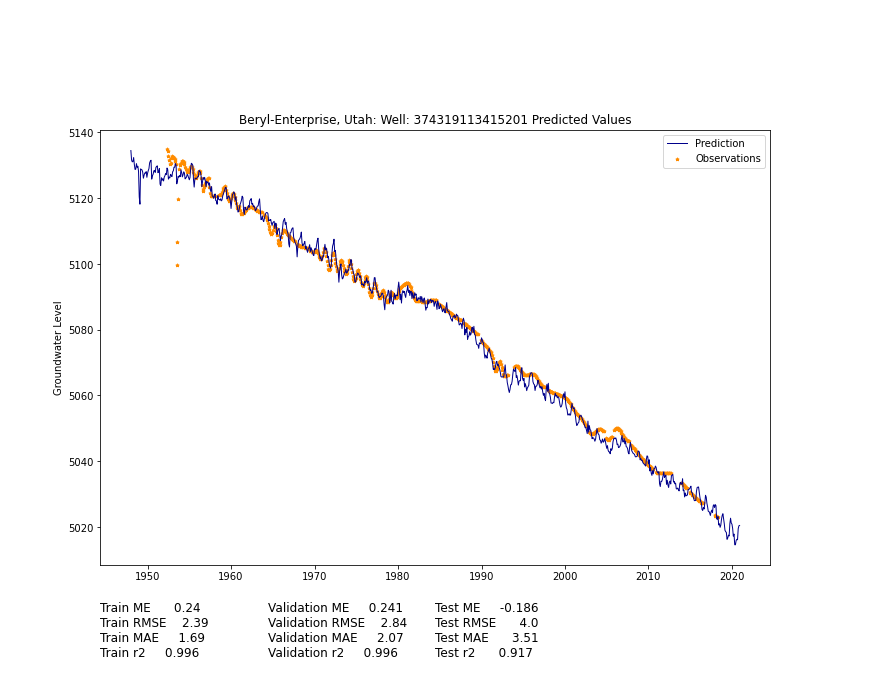 Beryl-Enterprise, Utah: Well: 374319113415201 Predicted Values
Prediction
Observations
Groundwater Level
5140
5120
5100
5080
5060
5040
5020
1950 1960 1970 1980 1990 2000 2010 2020
Train ME 0.24 Validation ME 0.241 Test ME -0.186
Train RMSE 2.39 Validation RMSE 2.84 Test RMSE 4.0
Train MAE 1.69 Validation MAE 2.07 Test MAE 3.51
Train r2 0.996 Validation r2 0.996 Test r2 0.917